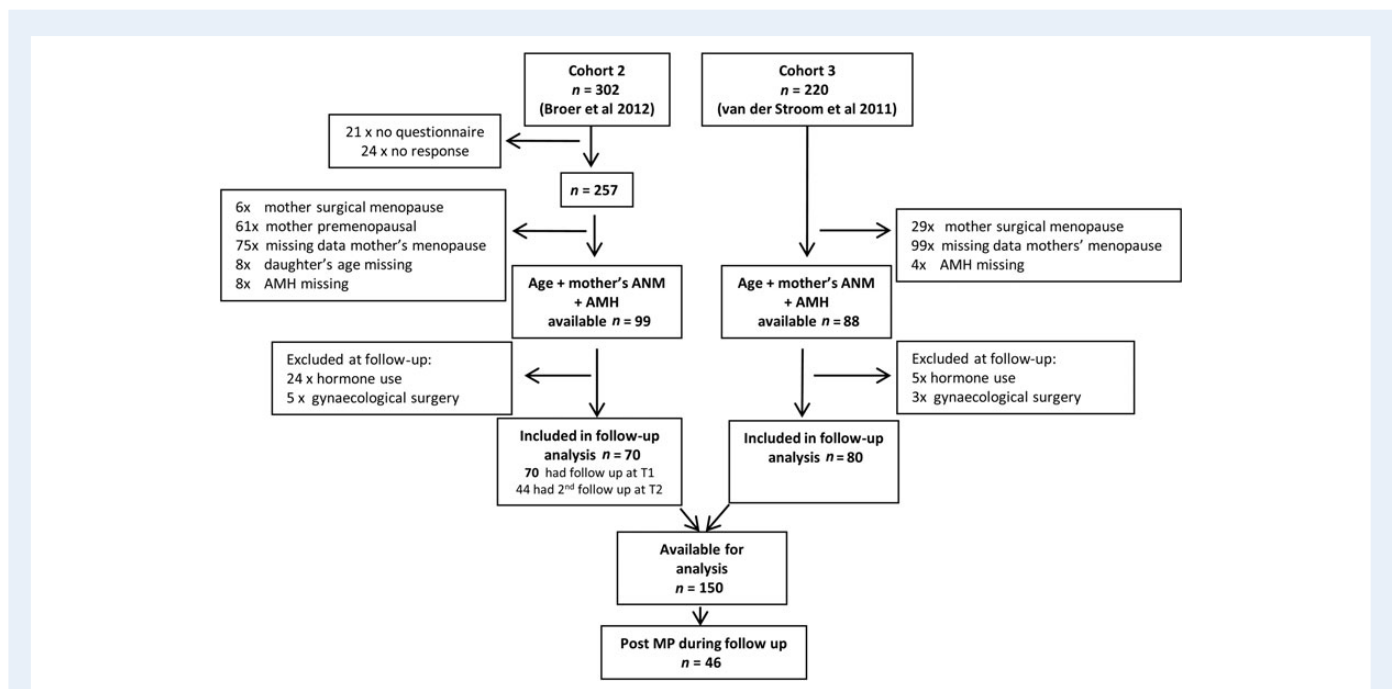 Cohort 2
n = 302
(Broer et al 2012)
Cohort 3
n = 220
(van der Stroom et al 2011)
21 x no questionnaire
24 x no response
n = 257
6x mother surgical menopause
61x mother premenopausal
75x missing data mother's menopause
8x daughter's age missing
8x AMH missing
29x mother surgical menopause
99x missing data mothers' menopause
4x AMH missing
Age + mother's ANM
+ AMH
available n = 99
Age + mother's ANM
+ AMH
available n = 88
Excluded at follow-up:
24 x hormone use
5 x gynaecological surgery
Excluded at follow-up:
5x hormone use
3x gynaecological surgery
Included in follow-up
analysis n = 70
70 had follow up at T1
44 had 2nd follow up at T2
Included in follow-up
analysis n = 80
Available for
analysis
n = 150
Post MP during follow up
n = 46